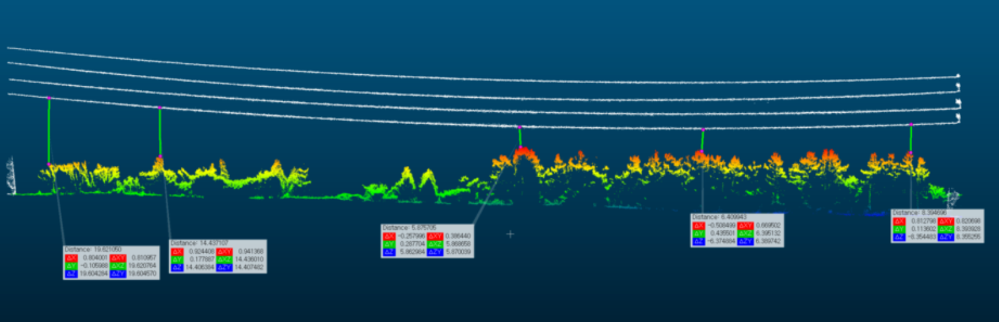 Distance: 19.621050
ΔX 0.804001 ΔXY 0.810957
ΔY -0.105988 ΔXZ 19.620764
ΔZ 19.604284 ΔZY 19.604570
Distance: 14.437107
ΔX 0.924408 ΔXY 0.941368
ΔY 0.177887 ΔXZ 14.436010
ΔZ 14.406384 ΔZY 14.407482
Distance: 5.875705
ΔX -0.257996 ΔXY 0.386440
ΔY 0.287704 ΔXZ 5.868658
ΔZ 5.862984 ΔZY 5.870039
Distance: 6.409943
ΔX -0.508499 ΔXY 0.669502
ΔY 0.435501 ΔXZ 6.395132
ΔZ -6.374884 ΔZY 6.389742
Distance: 8.394696
ΔX 0.812798 ΔXY 0.820698
ΔY 0.113602 ΔXZ 8.393928
ΔZ -8.354483 ΔZY 8.355255